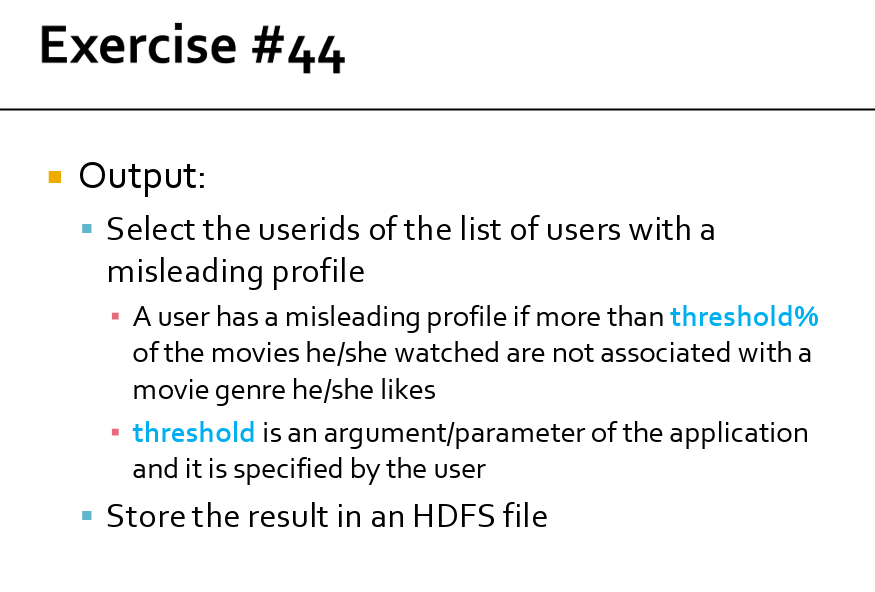 Exercise #44
Output:
Select the userids of the list of users with a
misleading profile
A user has a misleading profile if more than threshold%
of the movies he/she watched are not associated with a
movie genre he/she likes
threshold is an argument/parameter of the application
and it is specified by the user
Store the result in an HDFS file